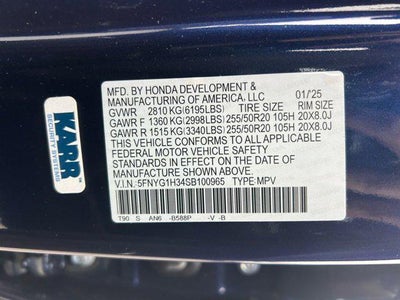 MFD. BY HONDA DEVELOPMENT & 01/25
MANUFACTURING OF AMERICA, LLC
GVWR 2810 KG(6195LBS) TIRE SIZE RIM SIZE
GAWR F 1360 KG(2998LBS) 255/50R20 105H 20X8.0J
GAWR R 1515 KG(3340LBS) 255/50R20 105H 20X8.0J
THIS VEHICLE CONFORMS TO ALL APPLICABLE
FEDERAL MOTOR VEHICLE SAFETY
STANDARDS IN EFFECT ON THE DATE OF
MANUFACTURE SHOWN ABOVE.
V.I.N.:5FNYG1H34SB100965 TYPE:MPV
T90 S AN6 -B588P -V -B
KARR
SECURITY SYSTEMS